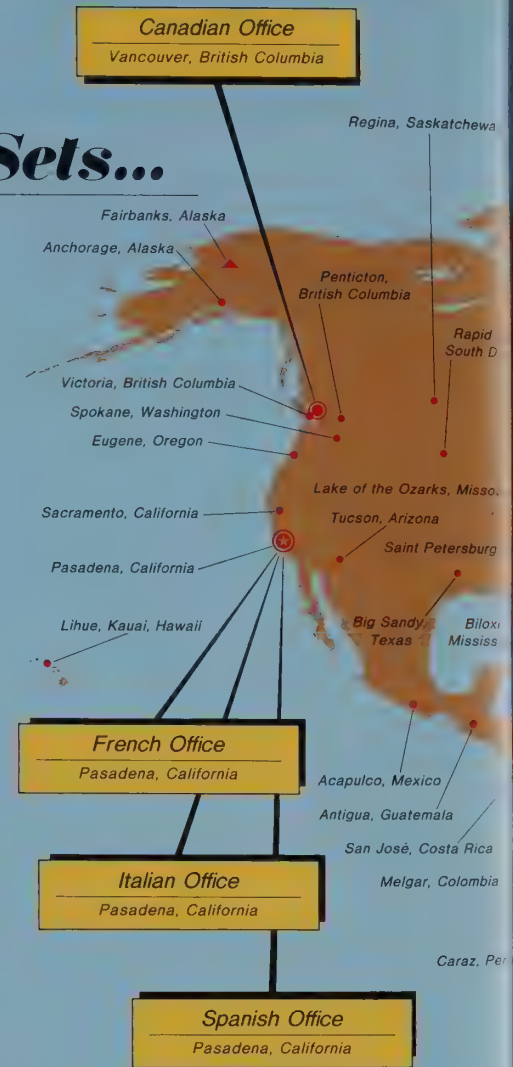 Canadian Office
Vancouver, British Columbia
Sets...
Regina, Saskatchewa
Fairbanks, Alaska
Anchorage, Alaska
Penticton,
British Columbia
Rapid
South D
Victoria, British Columbia
Spokane, Washington
Eugene, Oregon
Lake of the Ozarks, Misso
Sacramento, California
Tucson, Arizona
Saint Petersburg
Pasadena, California
Big Sandy,
Texas
Biloxi
Mississ
Lihue, Kauai, Hawaii
French Office
Pasadena, California
Acapulco, Mexico
Antigua, Guatemala
San José, Costa Rica
Italian Office
Pasadena, California
Melgar, Colombia
Caraz, Per
Spanish Office
Pasadena, California